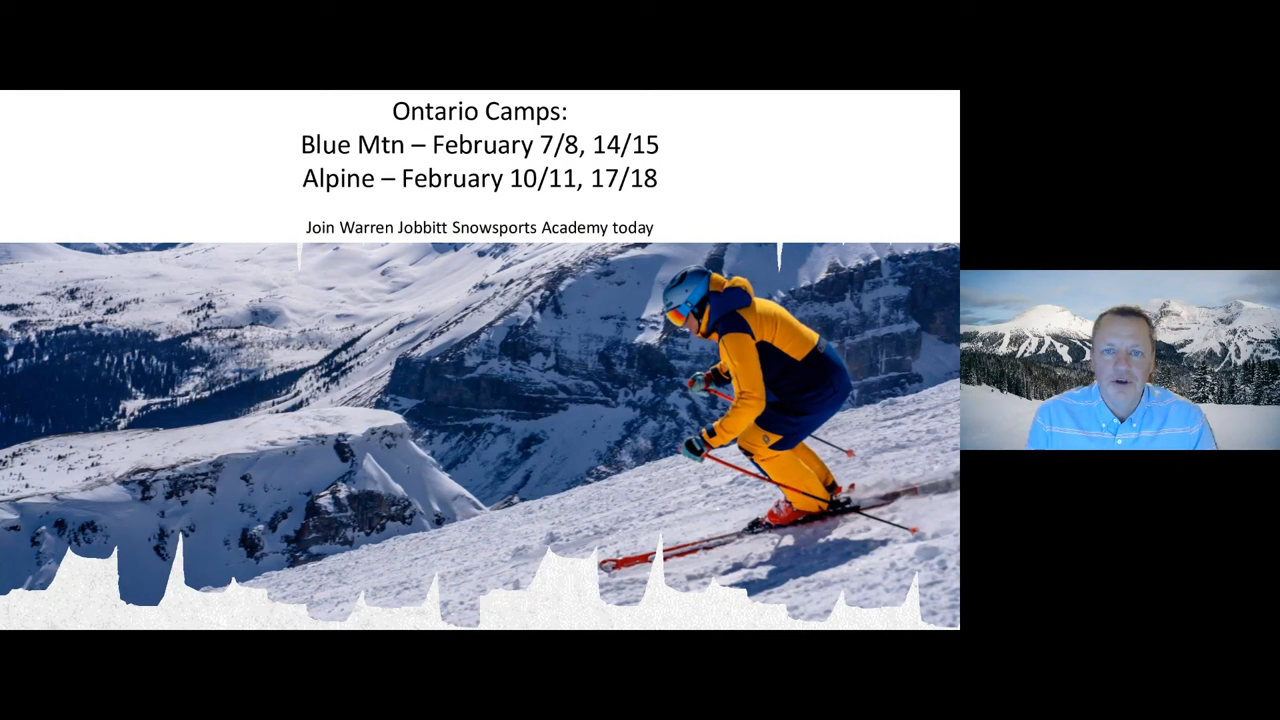 Ontario Camps:
Blue Mtn – February 7/8, 14/15
Alpine – February 10/11, 17/18
Join Warren Jobbitt Snowsports Academy today